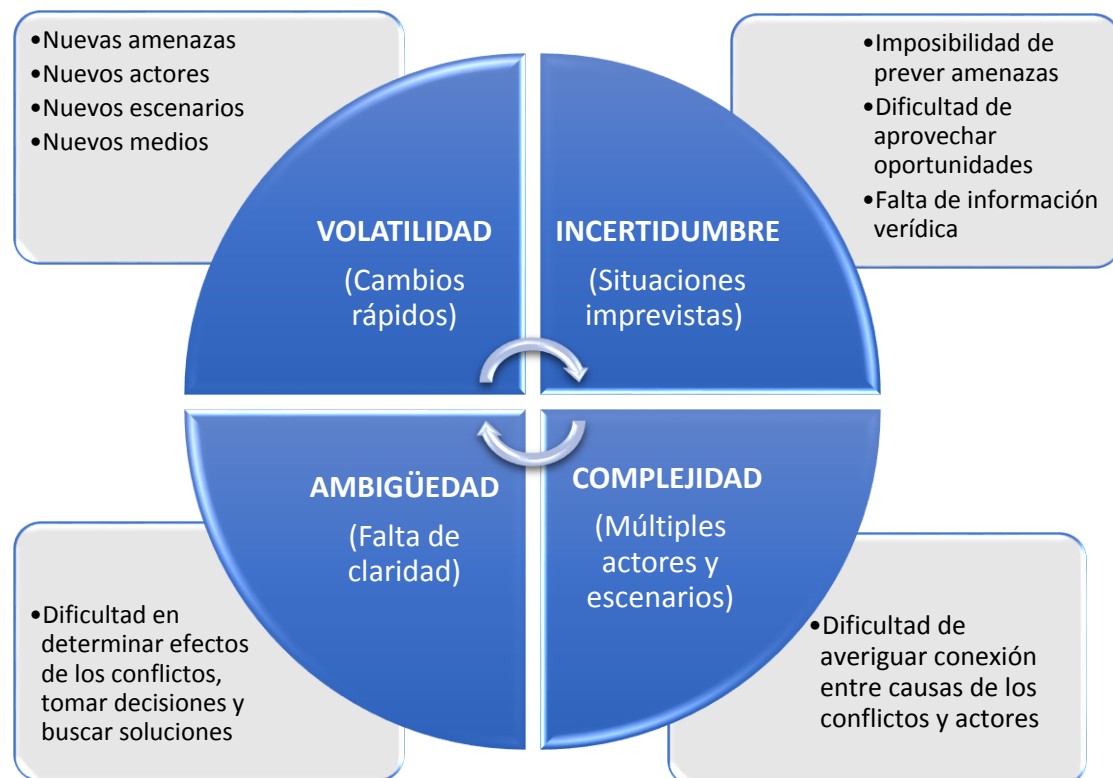 •Nuevas amenazas
•Nuevos actores
•Nuevos escenarios
•Nuevos medios
•Imposibilidad de
prever amenazas
•Dificultad de
aprovechar
oportunidades
•Falta de información
verídica
VOLATILIDAD
(Cambios
rápidos)
INCERTIDUMBRE
(Situaciones
imprevistas)
AMBIGÜEDAD
(Falta de
claridad)
COMPLEJIDAD
(Múltiples
actores y
escenarios)
•Dificultad en
determinar efectos
de los conflictos,
tomar decisiones y
buscar soluciones
•Dificultad de
averiguar conexión
entre causas de los
conflictos y actores